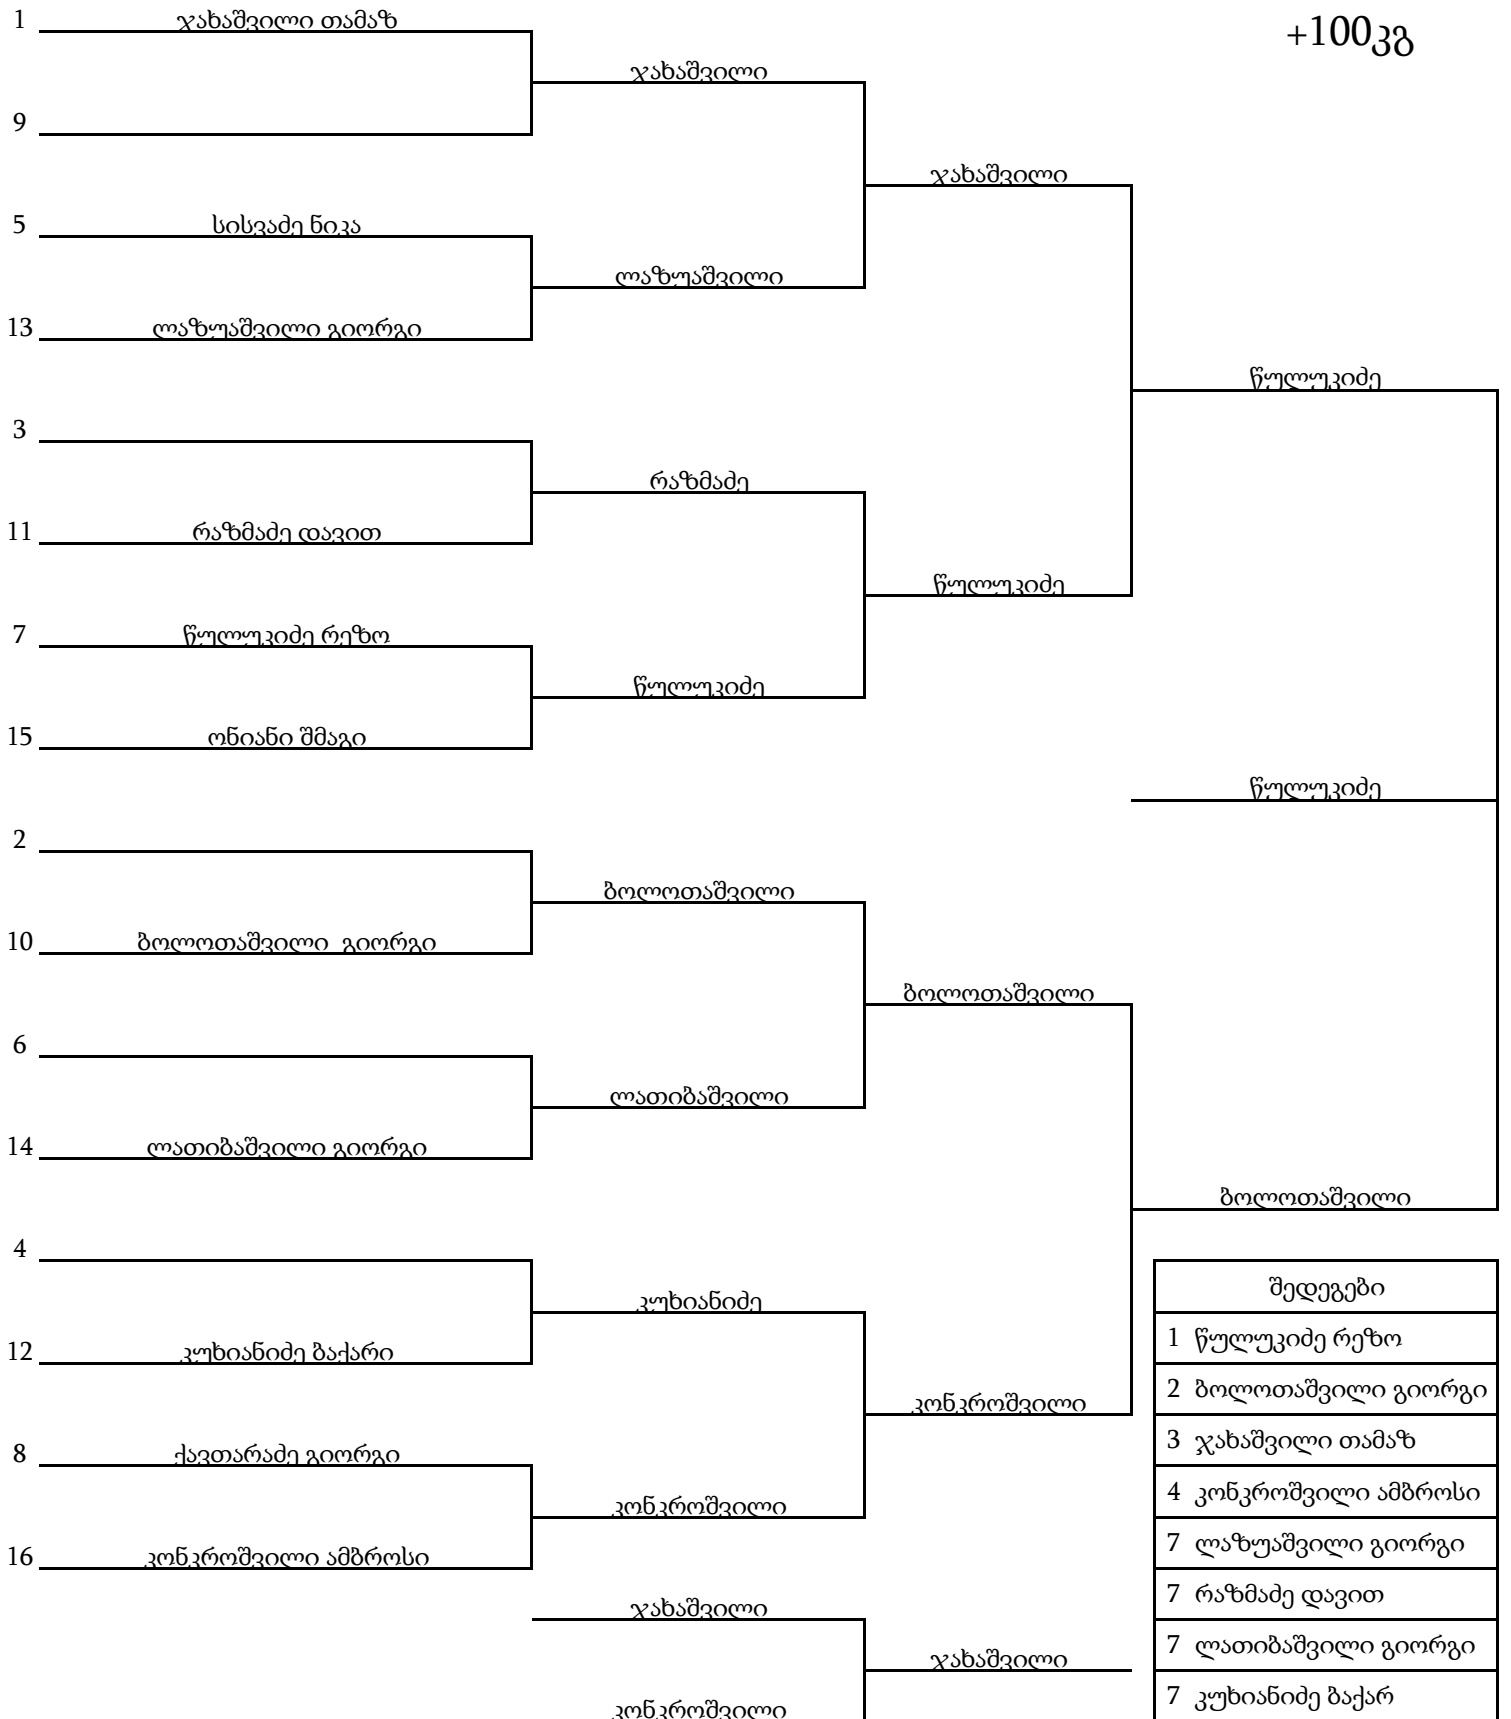 1 ჯახაშვილი თამაზ
+100კგ
ჯახაშვილი
9
ჯახაშვილი
5 სისვაძე ნიკა
ლაზუაშვილი
13 ლაზუაშვილი გიორგი
წულუკიძე
3
რაზმაძე
11 რაზმაძე დავით
წულუკიძე
7 წულუკიძე რეზო
წულუკიძე
15 ონიანი შმაგი
წულუკიძე
2
ბოლოთაშვილი
10 ბოლოთაშვილი გიორგი
ბოლოთაშვილი
6
ლათიბაშვილი
14 ლათიბაშვილი გიორგი
ბოლოთაშვილი
4
შედეგები
კუხიანიძე
1 წულუკიძე რეზო
12 კუხიანიძე ბაქარი
2 ბოლოთაშვილი გიორგი
კონკროშვილი
3 ჯახაშვილი თამაზ
8 ქავთარაძე გიორგი
4 კონკროშვილი ამბროსი
კონკროშვილი
7 ლაზუაშვილი გიორგი
16 კონკროშვილი ამბროსი
7 რაზმაძე დავით
ჯახაშვილი
7 ლათიბაშვილი გიორგი
ჯახაშვილი
7 კუხიანიძე ბაქარ
კონკროშვილი